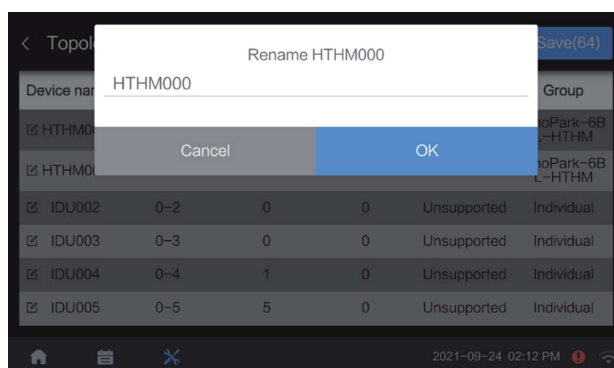 Topol
Save(64)
Rename HTHM000
HTHM000
Cancel
OK
Device nar
Group
HTHM0
noPark-6B
L-HTHM
HTHM0
noPark-6B
L-HTHM
IDU002 0-2 0 0 Unsupported Individual
IDU003 0-3 0 0 Unsupported Individual
IDU004 0-4 1 0 Unsupported Individual
IDU005 0-5 5 0 Unsupported Individual
2021-09-24 02:12 PM